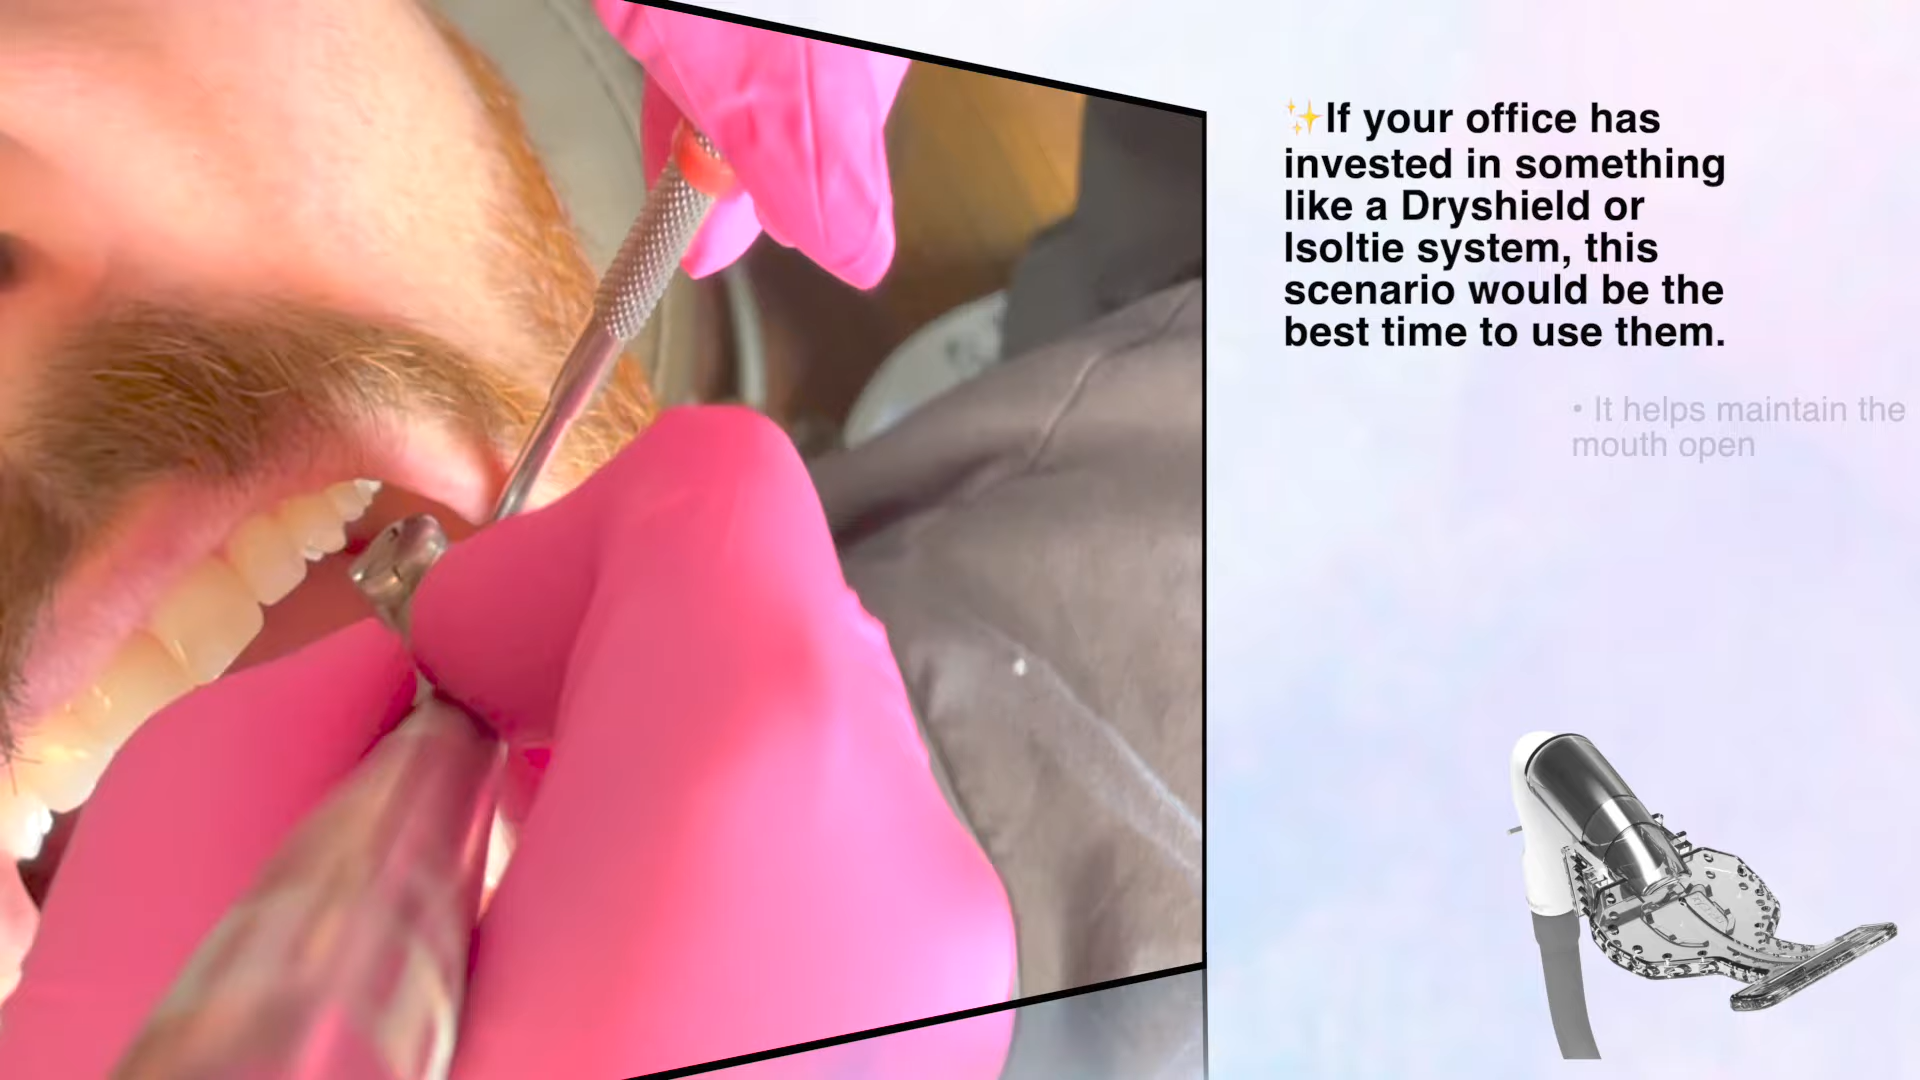 ✨If your office has
invested in something
like a Dryshield or
Isoltie system, this
scenario would be the
best time to use them.
• It helps maintain the
mouth open